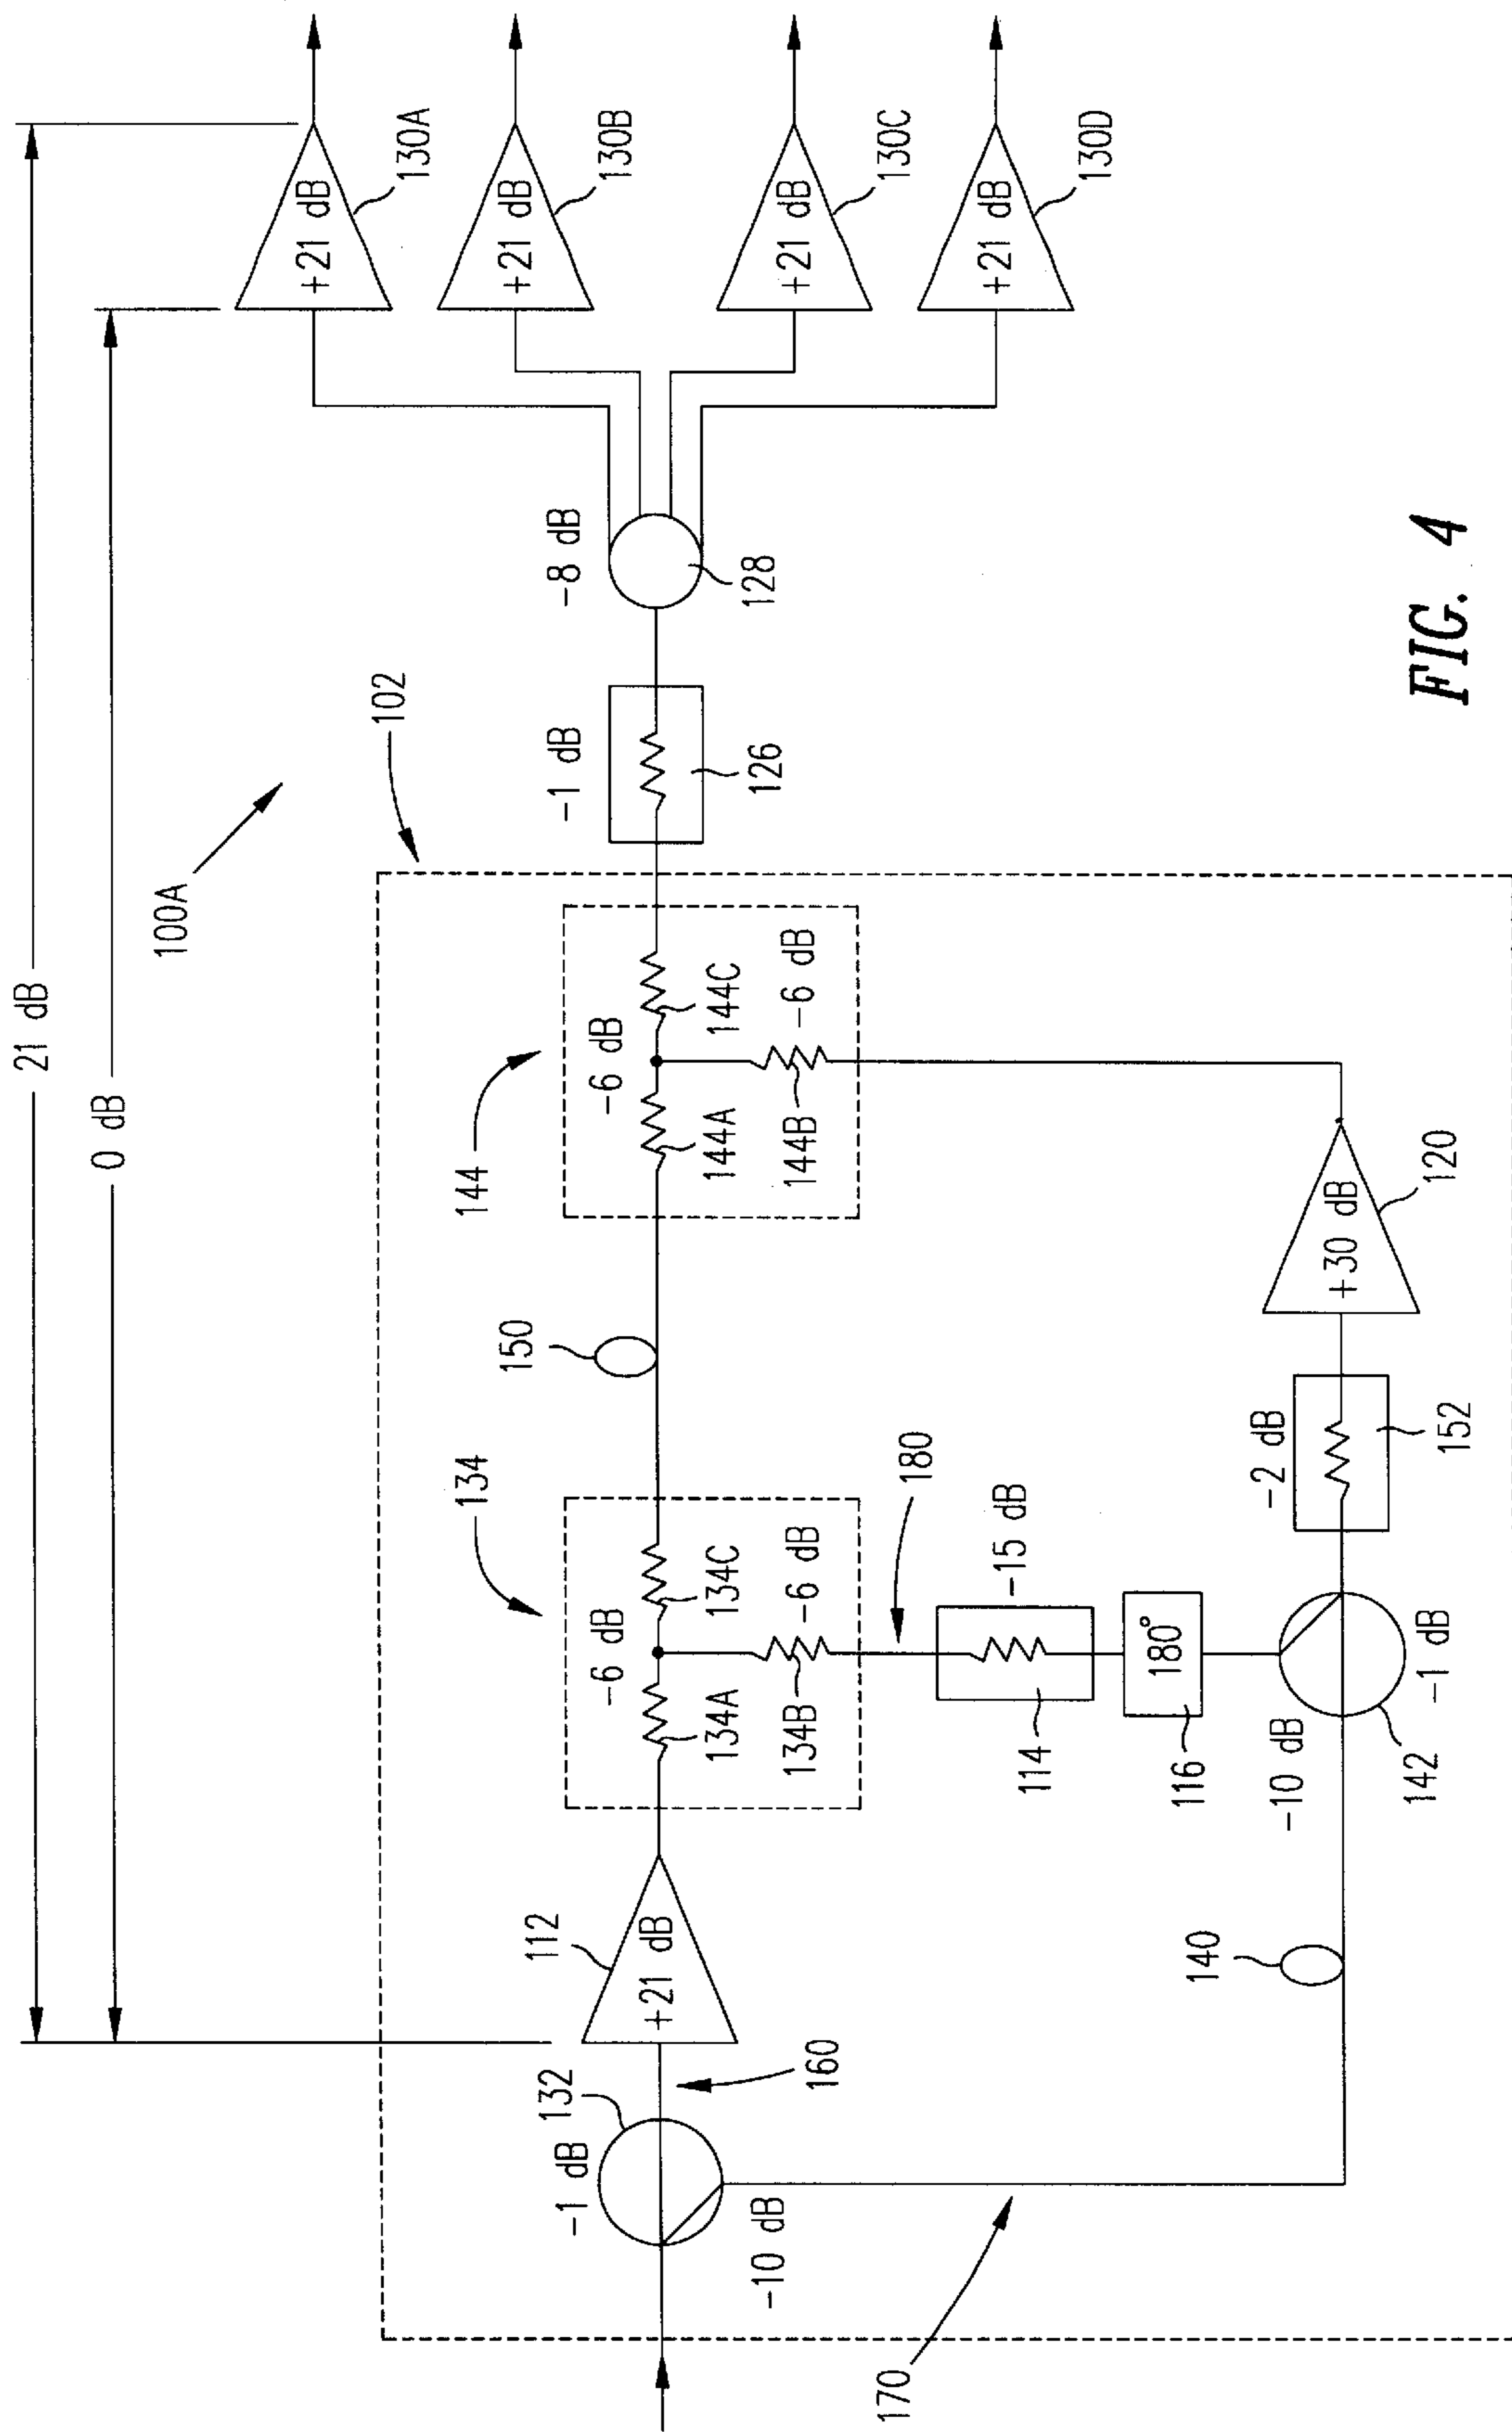 21 dB
0 dB
100A
102
+21 dB
130A
+21 dB
130B
+21 dB
130C
+21 dB
130D
-1 dB
132
-10 dB
160
112
+21 dB
134
-6 dB
134A
134C
134B
-6 dB
150
144
-6 dB
144A
144C
144B
-6 dB
-1 dB
126
-8 dB
128
180
-15 dB
114
180°
116
170
140
-10 dB
142
-1 dB
-2 dB
152
+30 dB
120
FIG. 4